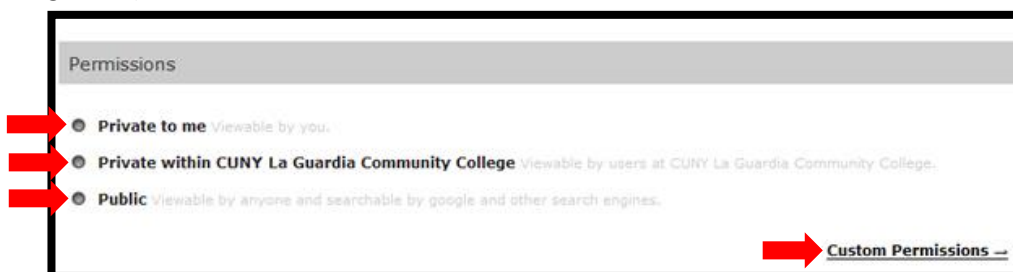 Permissions
Private to me Viewable by you.
Private within CUNY La Guardia Community College Viewable by users at CUNY La Guardia Community College.
Public Viewable by anyone and searchable by google and other search engines.
Custom Permissions →